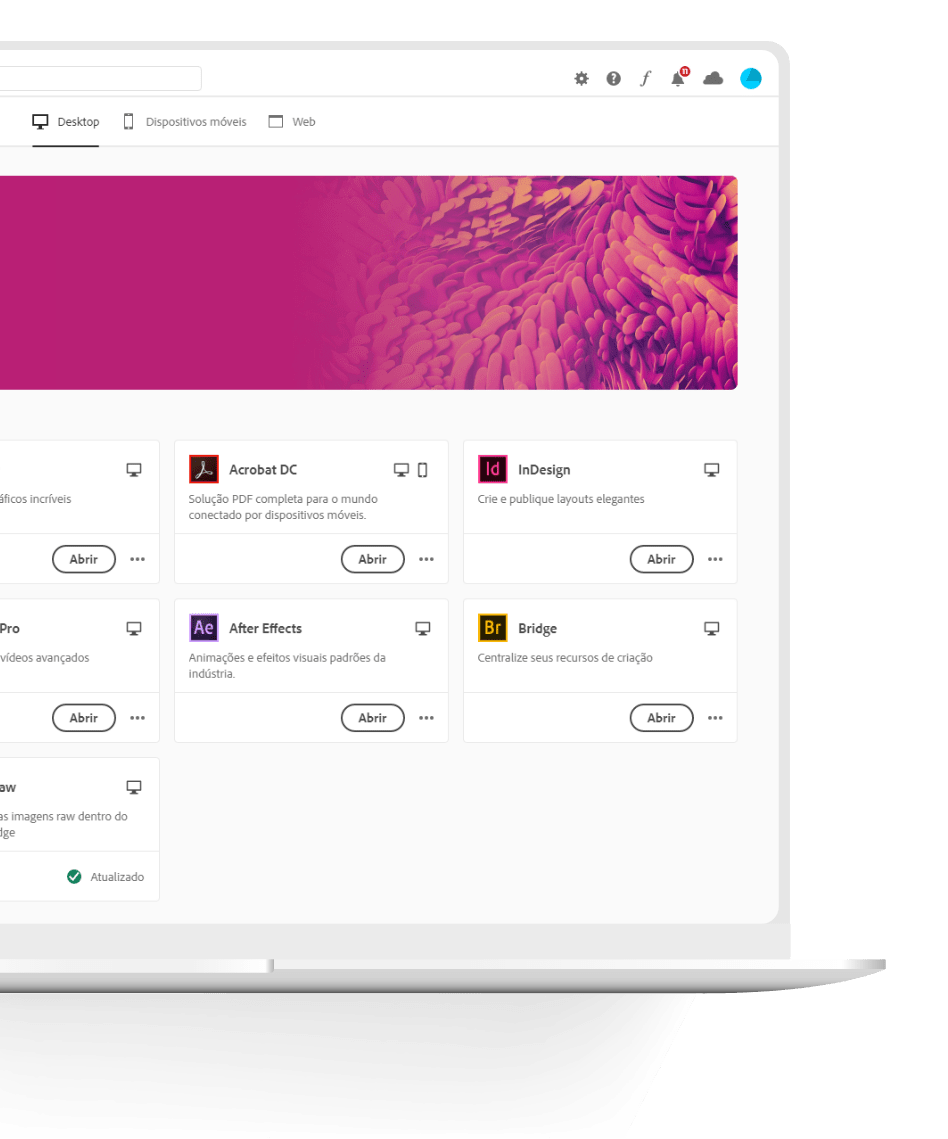 11
Desktop
Dispositivos móveis
Web
Acrobat DC
InDesign
áficos incríveis
Solução PDF completa para o mundo
conectado por dispositivos móveis.
Crie e publique layouts elegantes
Abrir
Abrir
Abrir
Pro
Ae
After Effects
Br
Bridge
vídeos avançados
Animações e efeitos visuais padrões da
indústria.
Centralize seus recursos de criação
Abrir
Abrir
Abrir
aw
as imagens raw dentro do
dge
Atualizado